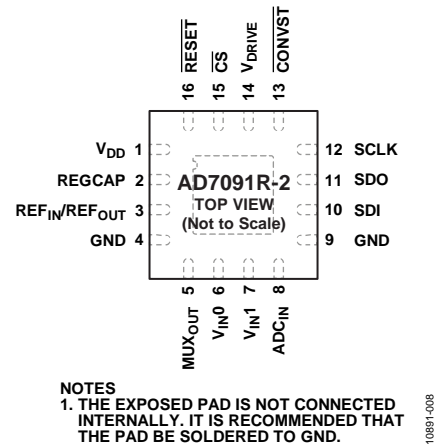 16 RESET
15 CS
14 VDRIVE
13 CONVST
VDD 1
REGCAP 2
REFIN/REFOUT 3
GND 4
AD7091R-2
TOP VIEW
(Not to Scale)
12 SCLK
11 SDO
10 SDI
9 GND
MUXOUT 5
VIN0 6
VIN1 7
ADCIN 8
NOTES
1. THE EXPOSED PAD IS NOT CONNECTED
INTERNALLY. IT IS RECOMMENDED THAT
THE PAD BE SOLDERED TO GND.
10891-008